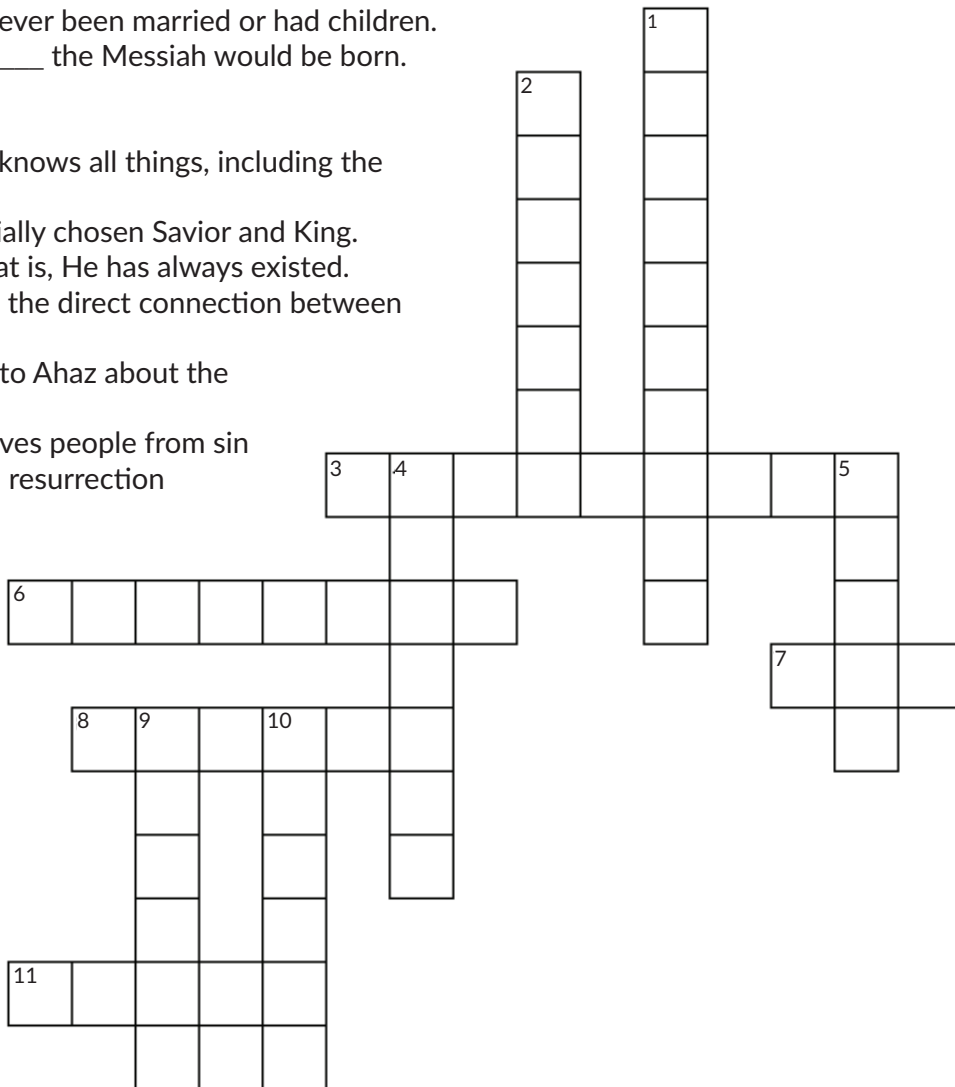 ever been married or had children.
___ the Messiah would be born.
knows all things, including the
ially chosen Savior and King.
at is, He has always existed.
the direct connection between
to Ahaz about the
ves people from sin
resurrection
1
2
3 4 5
6
7
8 9 10
11